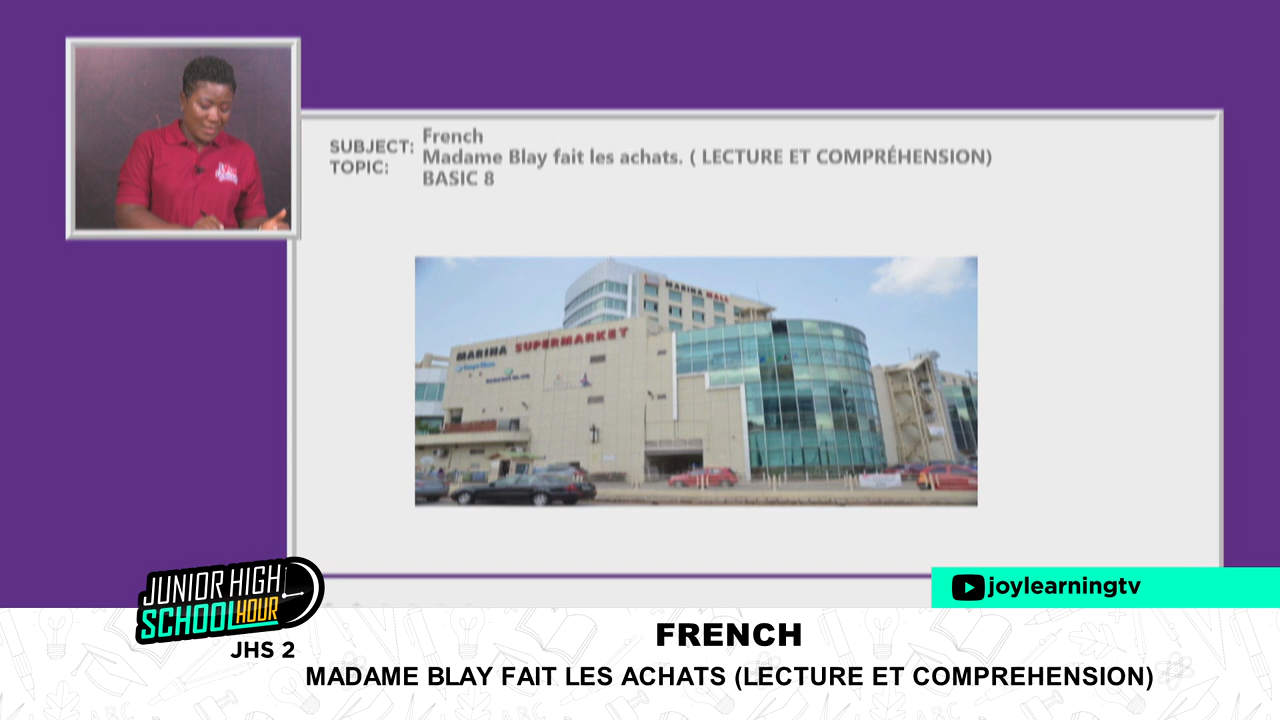 SUBJECT: French
TOPIC: Madame Blay fait les achats. ( LECTURE ET COMPRÉHENSION)
BASIC 8
MARINA MALL
MARINA SUPERMARKET
JUNIOR HIGH
SCHOOL HOUR
JHS 2
joylearningtv
FRENCH
MADAME BLAY FAIT LES ACHATS (LECTURE ET COMPREHENSION)